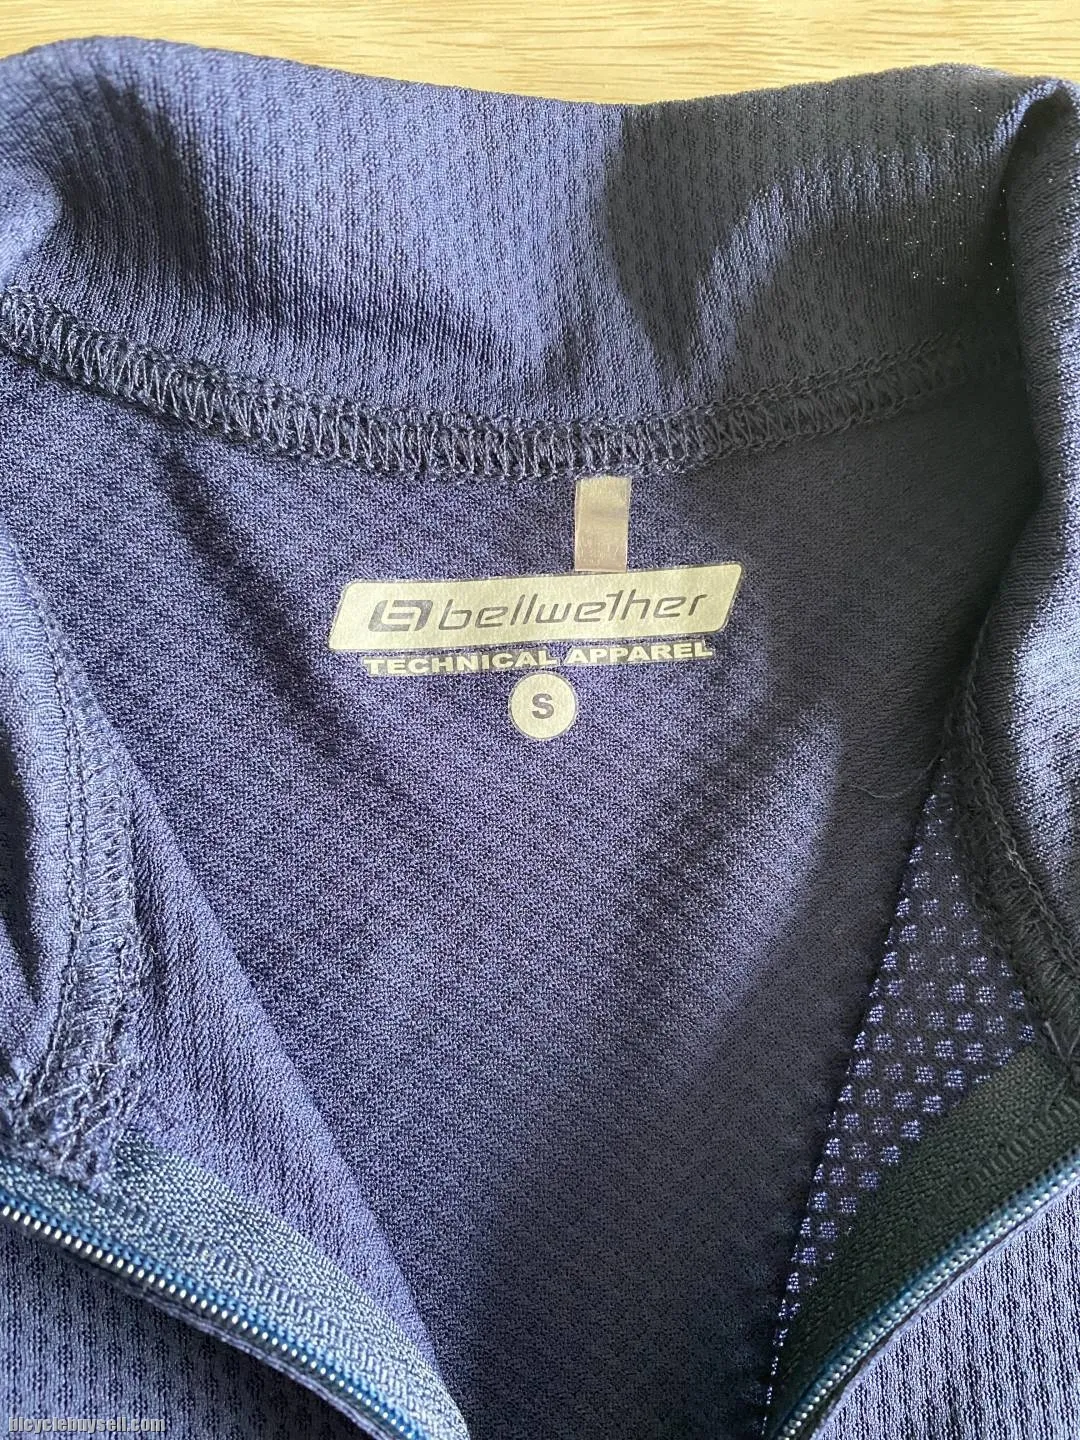 bellwether
TECHNICAL APPAREL
S
bicyclebuysell.com